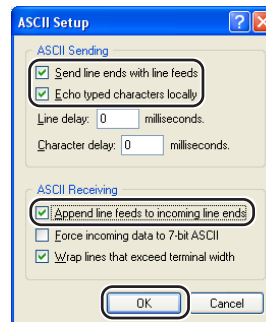 ASCII Setup
ASCII Sending
Send line ends with line feeds
Echo typed characters locally
Line delay: 0 milliseconds.
Character delay: 0 milliseconds.
ASCII Receiving
Append line feeds to incoming line ends
Force incoming data to 7-bit ASCII
Wrap lines that exceed terminal width
OK Cancel